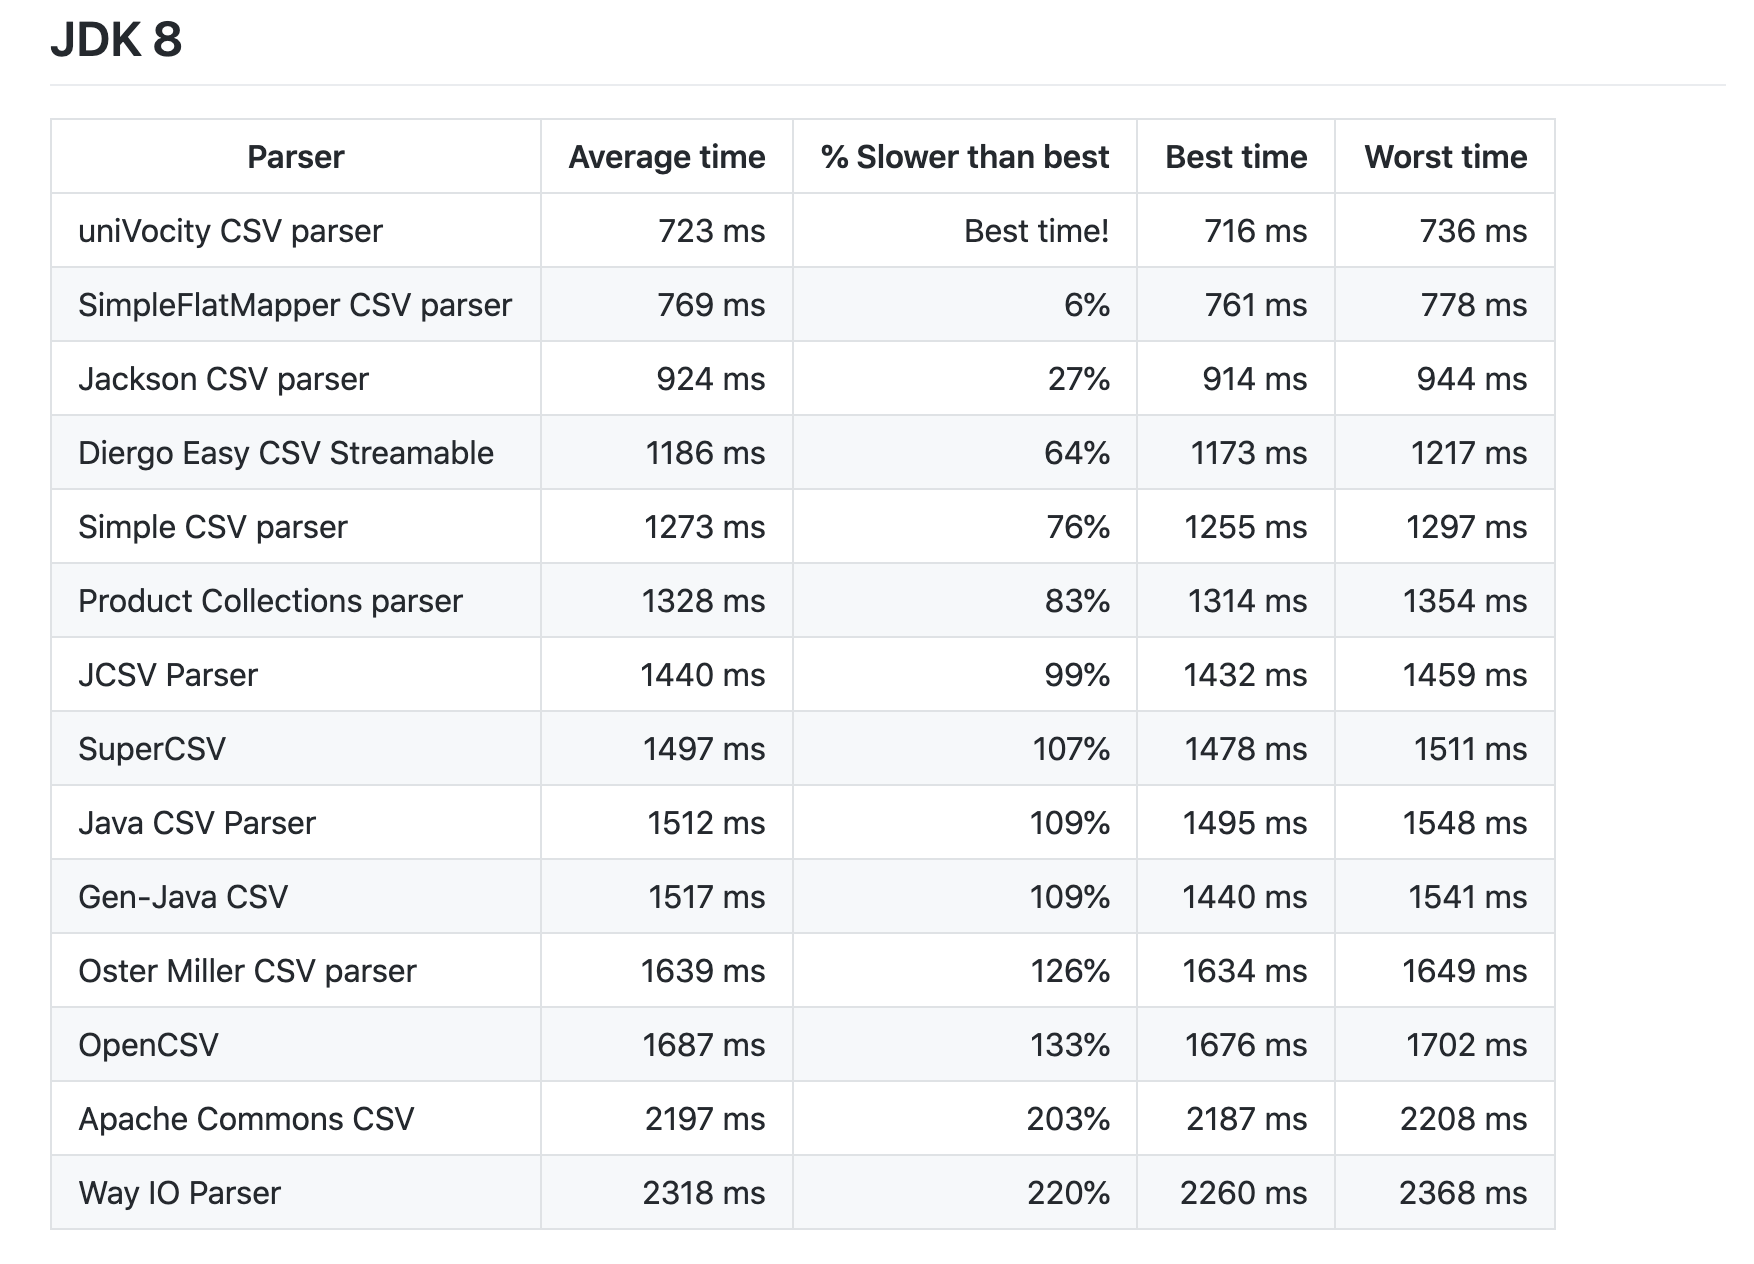 JDK 8
Parser Average time % Slower than best Best time Worst time
uniVocity CSV parser 723 ms Best time! 716 ms 736 ms
SimpleFlatMapper CSV parser 769 ms 6% 761 ms 778 ms
Jackson CSV parser 924 ms 27% 914 ms 944 ms
Diergo Easy CSV Streamable 1186 ms 64% 1173 ms 1217 ms
Simple CSV parser 1273 ms 76% 1255 ms 1297 ms
Product Collections parser 1328 ms 83% 1314 ms 1354 ms
JCSV Parser 1440 ms 99% 1432 ms 1459 ms
SuperCSV 1497 ms 107% 1478 ms 1511 ms
Java CSV Parser 1512 ms 109% 1495 ms 1548 ms
Gen-Java CSV 1517 ms 109% 1440 ms 1541 ms
Oster Miller CSV parser 1639 ms 126% 1634 ms 1649 ms
OpenCSV 1687 ms 133% 1676 ms 1702 ms
Apache Commons CSV 2197 ms 203% 2187 ms 2208 ms
Way IO Parser 2318 ms 220% 2260 ms 2368 ms